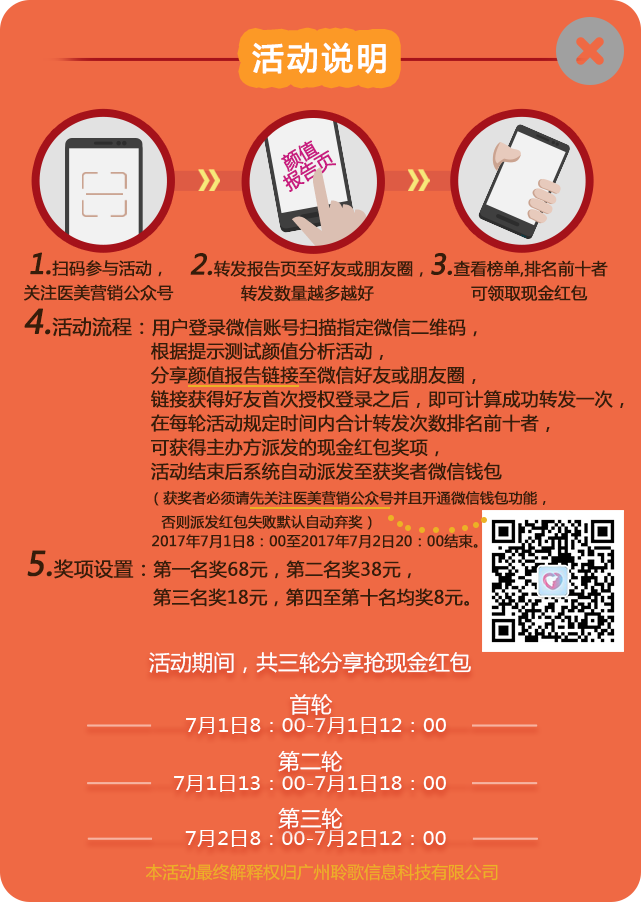 活动说明
颜值
报告页
1.扫码参与活动，
关注医美营销公众号
2.转发报告页至好友或朋友圈，
转发数量越多越好
3.查看榜单,排名前十者
可领取现金红包
4.活动流程：用户登录微信账号扫描指定微信二维码，
根据提示测试颜值分析活动，
分享颜值报告链接至微信好友或朋友圈，
链接获得好友首次授权登录之后，即可计算成功转发一次，
在每轮活动规定时间内合计转发次数排名前十者，
可获得主办方派发的现金红包奖项，
活动结束后系统自动派发至获奖者微信钱包
（获奖者必须请先关注医美营销公众号并且开通微信钱包功能，
否则派发红包失败默认自动弃奖）
2017年7月1日8：00至2017年7月2日20：00结束。
5.奖项设置：第一名奖68元，第二名奖38元，
第三名奖18元，第四至第十名均奖8元。
活动期间，共三轮分享抢现金红包
首轮
7月1日8：00-7月1日12：00
第二轮
7月1日13：00-7月1日18：00
第三轮
7月2日8：00-7月2日12：00
本活动最终解释权归广州聆歌信息科技有限公司